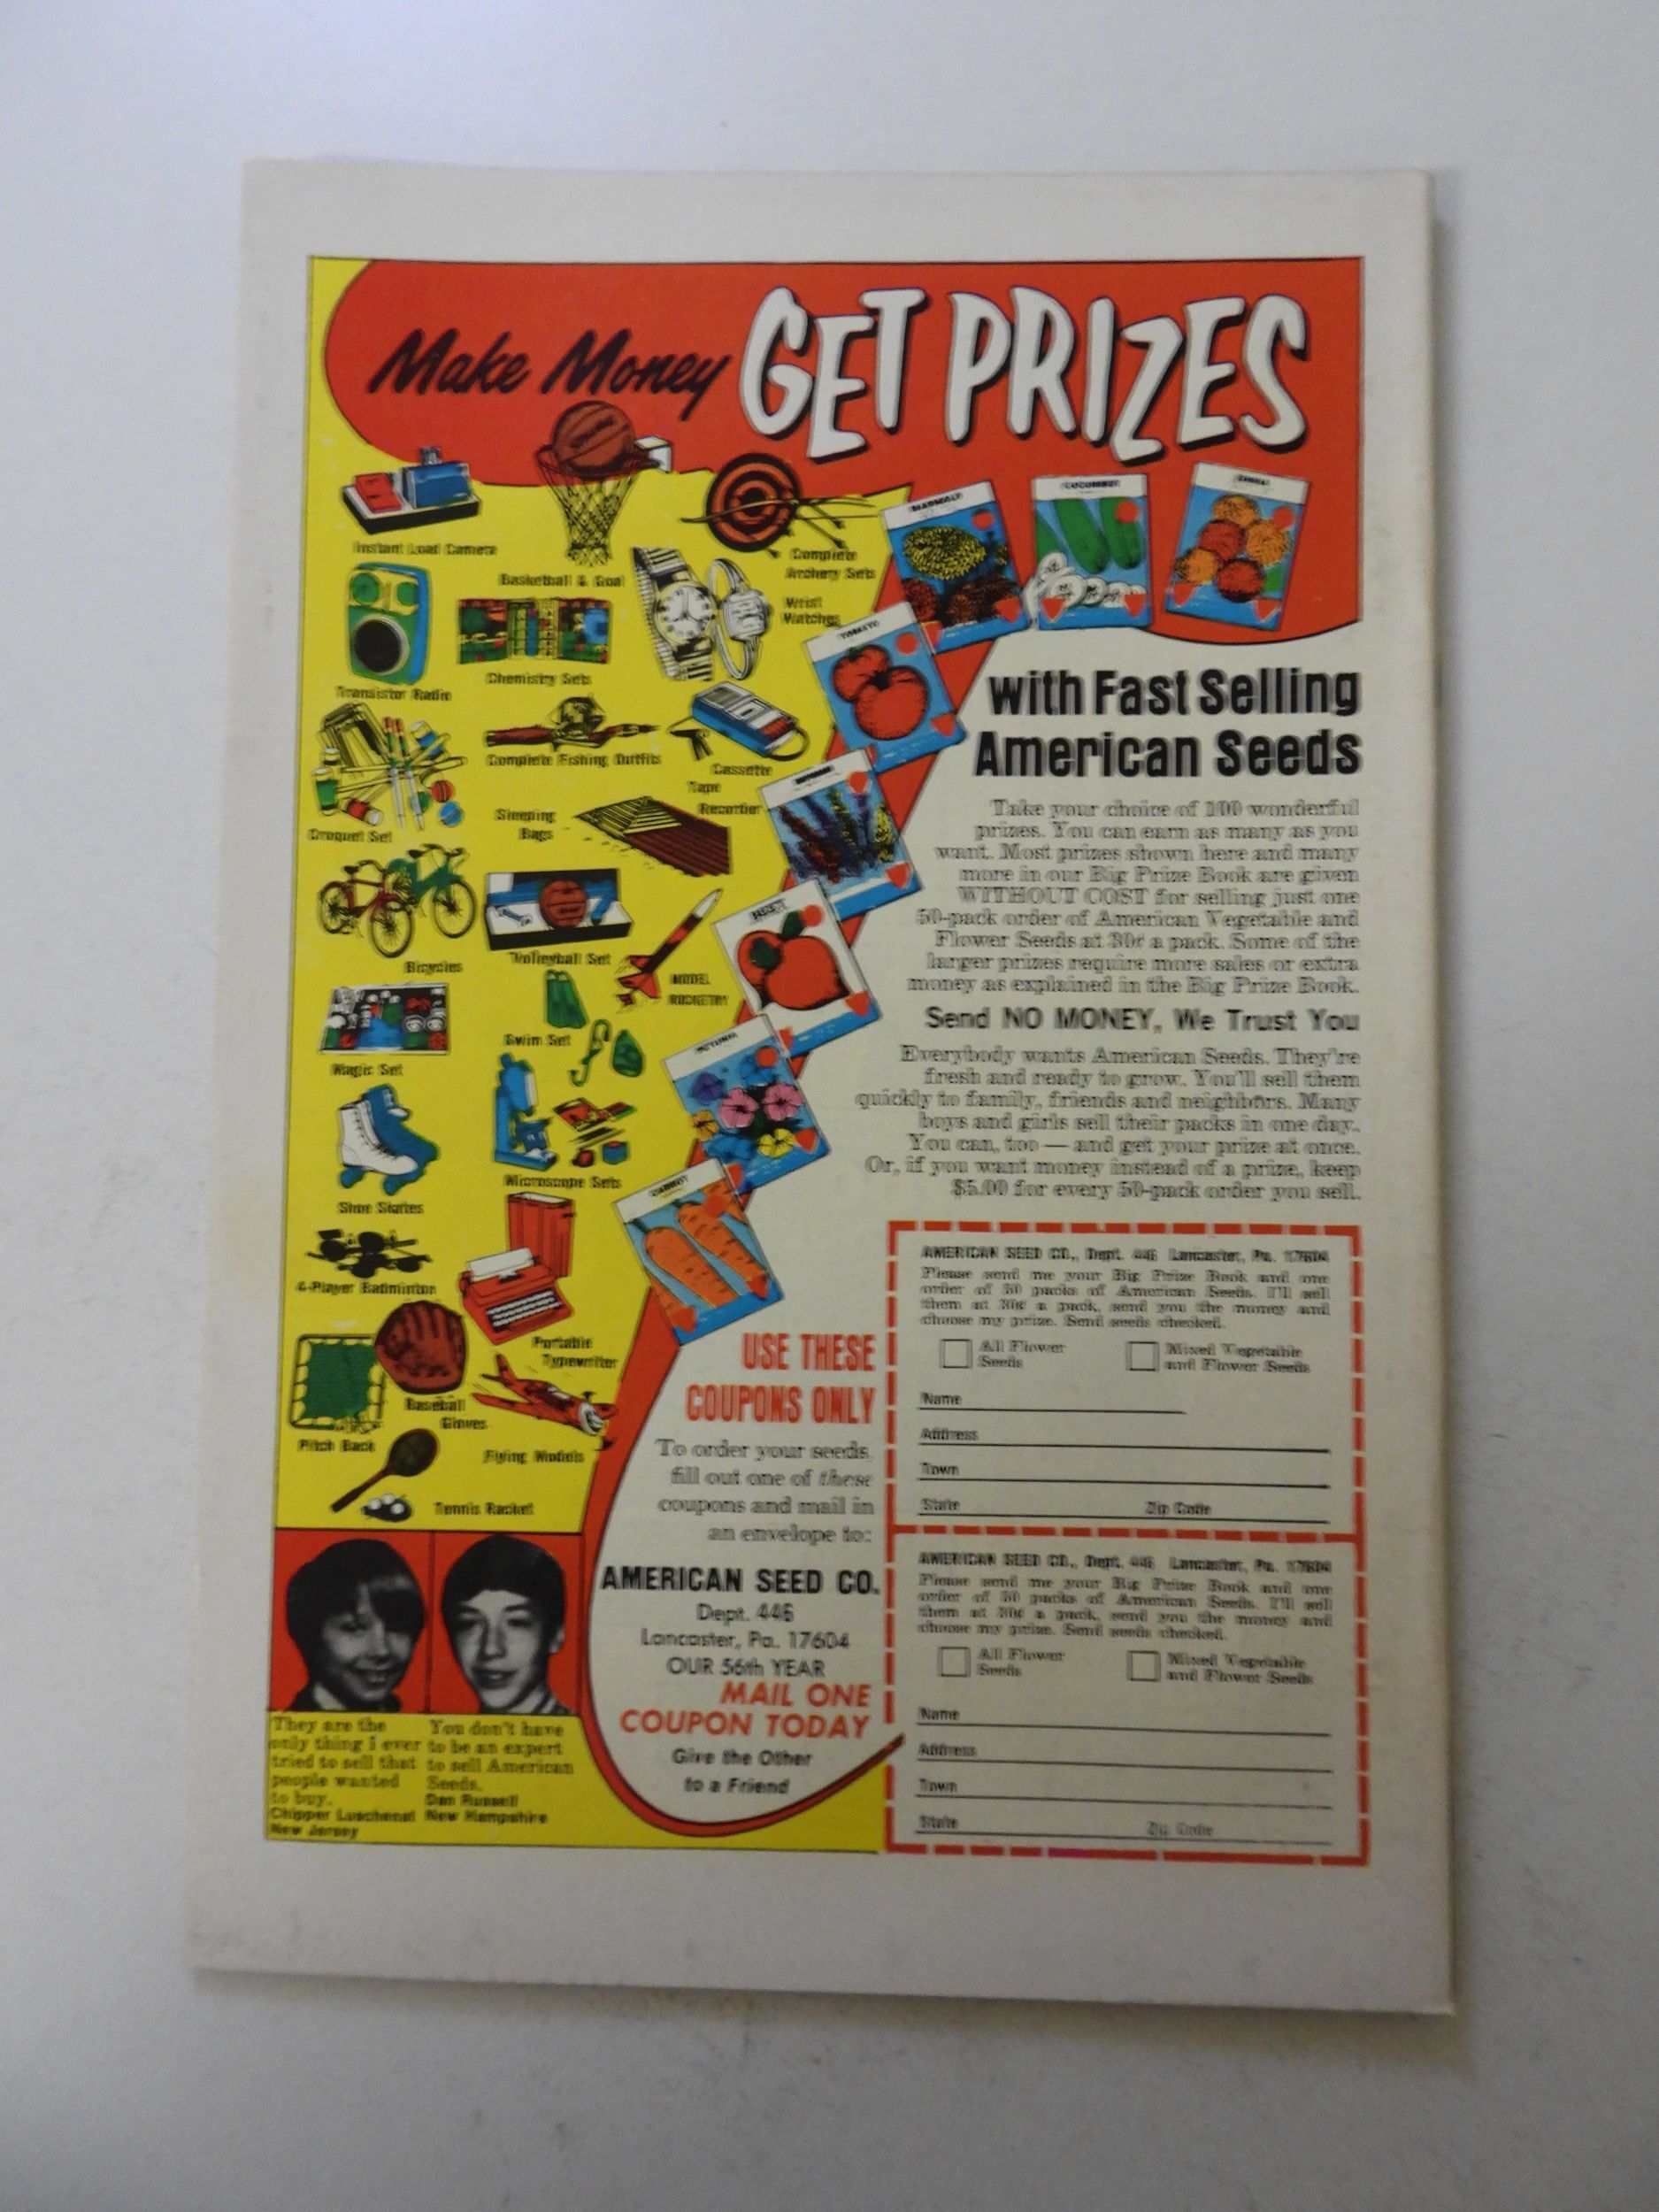 Make Money GET PRIZES
Instant Load Camera
Basketball & Goal
Complete
Archery Sets
Wrist
Watches
Transistor Radio
Chemistry Sets
Complete Fishing Outfits
Cassette
Tape
Recorder
Croquet Set
Sleeping
Bags
Bicycles
Volleyball Set
MODEL
ROCKETRY
Swim Set
Magic Set
Microscope Sets
Shoe Skates
4-Player Badminton
Portable
Typewriter
Baseball
Gloves
Pitch Back
Flying Models
Tennis Racket
MARIGOLD
CUCUMBER
ZINNIA
TOMATO
BEET
PETUNIA
CARROT
with Fast Selling
American Seeds
Take your choice of 100 wonderful
prizes. You can earn as many as you
want. Most prizes shown here and many
more in our Big Prize Book are given
WITHOUT COST for selling just one
50-pack order of American Vegetable and
Flower Seeds at 30¢ a pack. Some of the
larger prizes require more sales or extra
money as explained in the Big Prize Book.
Send NO MONEY, We Trust You
Everybody wants American Seeds. They're
fresh and ready to grow. You'll sell them
quickly to family, friends and neighbors. Many
boys and girls sell their packs in one day.
You can, too — and get your prize at once.
Or, if you want money instead of a prize, keep
$5.00 for every 50-pack order you sell.
USE THESE
COUPONS ONLY
To order your seeds
fill out one of these
coupons and mail in
an envelope to:
AMERICAN SEED CO.
Dept. 446
Lancaster, Pa. 17604
OUR 56th YEAR
MAIL ONE
COUPON TODAY
Give the Other
to a Friend
AMERICAN SEED CO., Dept. 446 Lancaster, Pa. 17604
Please send me your Big Prize Book and one
order of 50 packs of American Seeds. I'll sell
them at 30¢ a pack, send you the money and
choose my prize. Send seeds checked.
All Flower
Seeds
Mixed Vegetable
and Flower Seeds
Name
Address
Town
State Zip Code
AMERICAN SEED CO., Dept. 446 Lancaster, Pa. 17604
Please send me your Big Prize Book and one
order of 50 packs of American Seeds. I'll sell
them at 30¢ a pack, send you the money and
choose my prize. Send seeds checked.
All Flower
Seeds
Mixed Vegetable
and Flower Seeds
Name
Address
Town
State Zip Code
They are the
only thing I ever
tried to sell that
people wanted
to buy.
Chipper
New Jersey
You don't have
to be an expert
to sell American
Seeds.
Dan Russell
New Hampshire